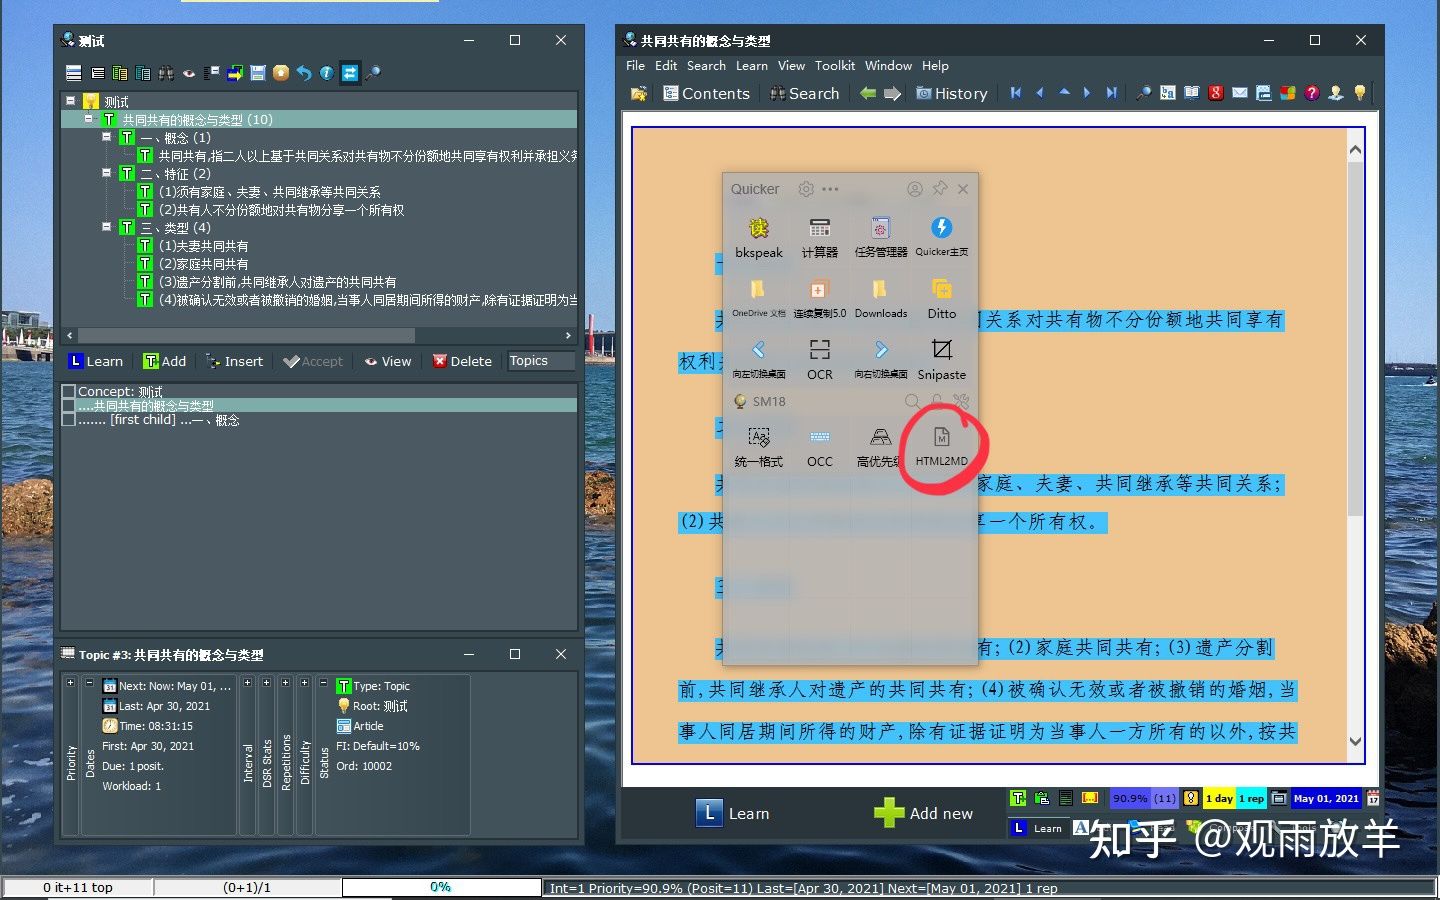 测试
测试
共同共有的概念与类型 (10)
一、概念 (1)
共同共有,指二人以上基于共同关系对共有物不分份额地共同享有权利并承担义务
二、特征 (2)
(1)须有家庭、夫妻、共同继承等共同关系
(2)共有人不分份额地对共有物分享一个所有权
三、类型 (4)
(1)夫妻共同共有
(2)家庭共同共有
(3)遗产分割前,共同继承人对遗产的共同共有
(4)被确认无效或者被撤销的婚姻,当事人同居期间所得的财产,除有证据证明为当
Learn Add Insert Accept View Delete Topics
Concept: 测试
....共同共有的概念与类型
....... [first child] ...一、概念
Topic #3: 共同共有的概念与类型
Priority
Dates
Next: Now: May 01, ...
Last: Apr 30, 2021
Time: 08:31:15
First: Apr 30, 2021
Due: 1 posit.
Workload: 1
Interval
DSR Stats
Repetitions
Difficulty
Status
Type: Topic
Root: 测试
Article
FI: Default=10%
Ord: 10002
共同共有的概念与类型
File Edit Search Learn View Toolkit Window Help
Contents Search History
Quicker
bkspeak 计算器 任务管理器 Quicker主页
OneDrive 文档 连续复制5.0 Downloads Ditto
向左切换桌面 OCR 向右切换桌面 Snipaste
SM18
统一格式 OCC 高优先级 HTML2MD
关系对共有物不分份额地共同享有
权利
家庭、夫妻、共同继承等共同关系;
(2)共
一个所有权。
有;(2)家庭共同共有;(3)遗产分割
前,共同继承人对遗产的共同共有;(4)被确认无效或者被撤销的婚姻,当
事人同居期间所得的财产,除有证据证明为当事人一方所有的以外,按共
Learn Add new
90.9% (11) 1 day 1 rep May 01, 2021
Learn
知乎 @观雨放羊
0 it+11 top (0+1)/1 0% Int=1 Priority=90.9% (Posit=11) Last=[Apr 30, 2021] Next=[May 01, 2021] 1 rep